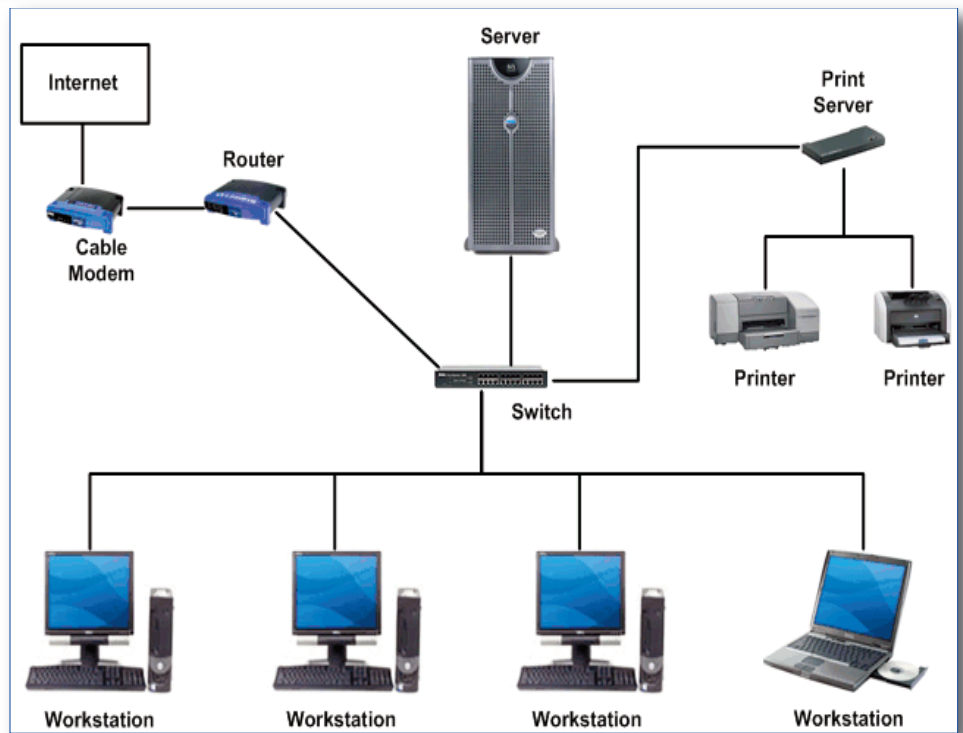 Server
Internet
Print
Server
Router
Cable
Modem
Printer
Printer
Switch
Workstation
Workstation
Workstation
Workstation